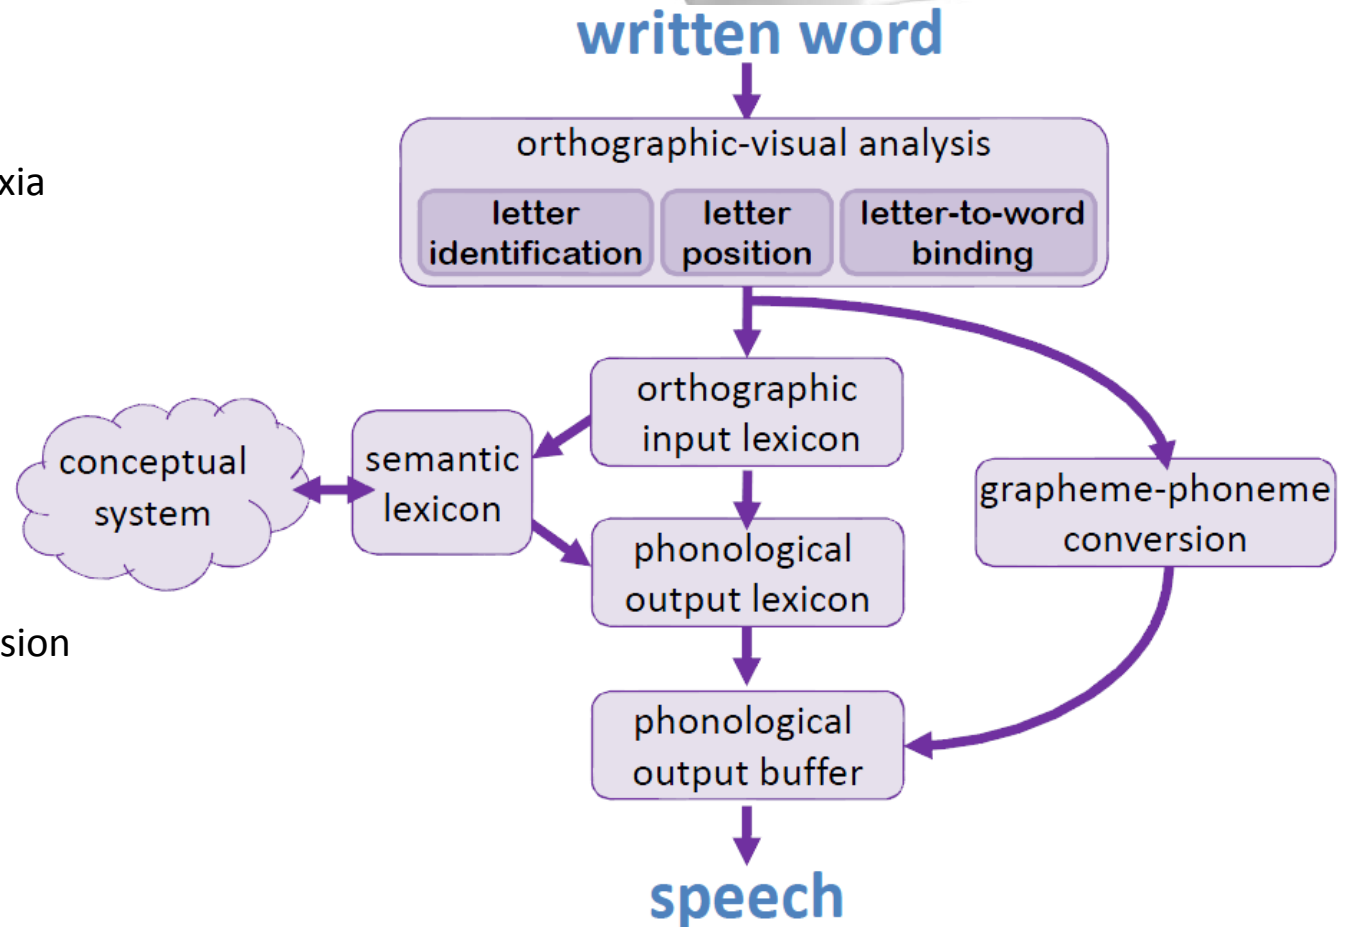 written word
orthographic-visual analysis
xia
letter
identification
letter
position
letter-to-word
binding
orthographic
input lexicon
conceptual
system
semantic
lexicon
grapheme-phoneme
conversion
phonological
output lexicon
sion
phonological
output buffer
speech